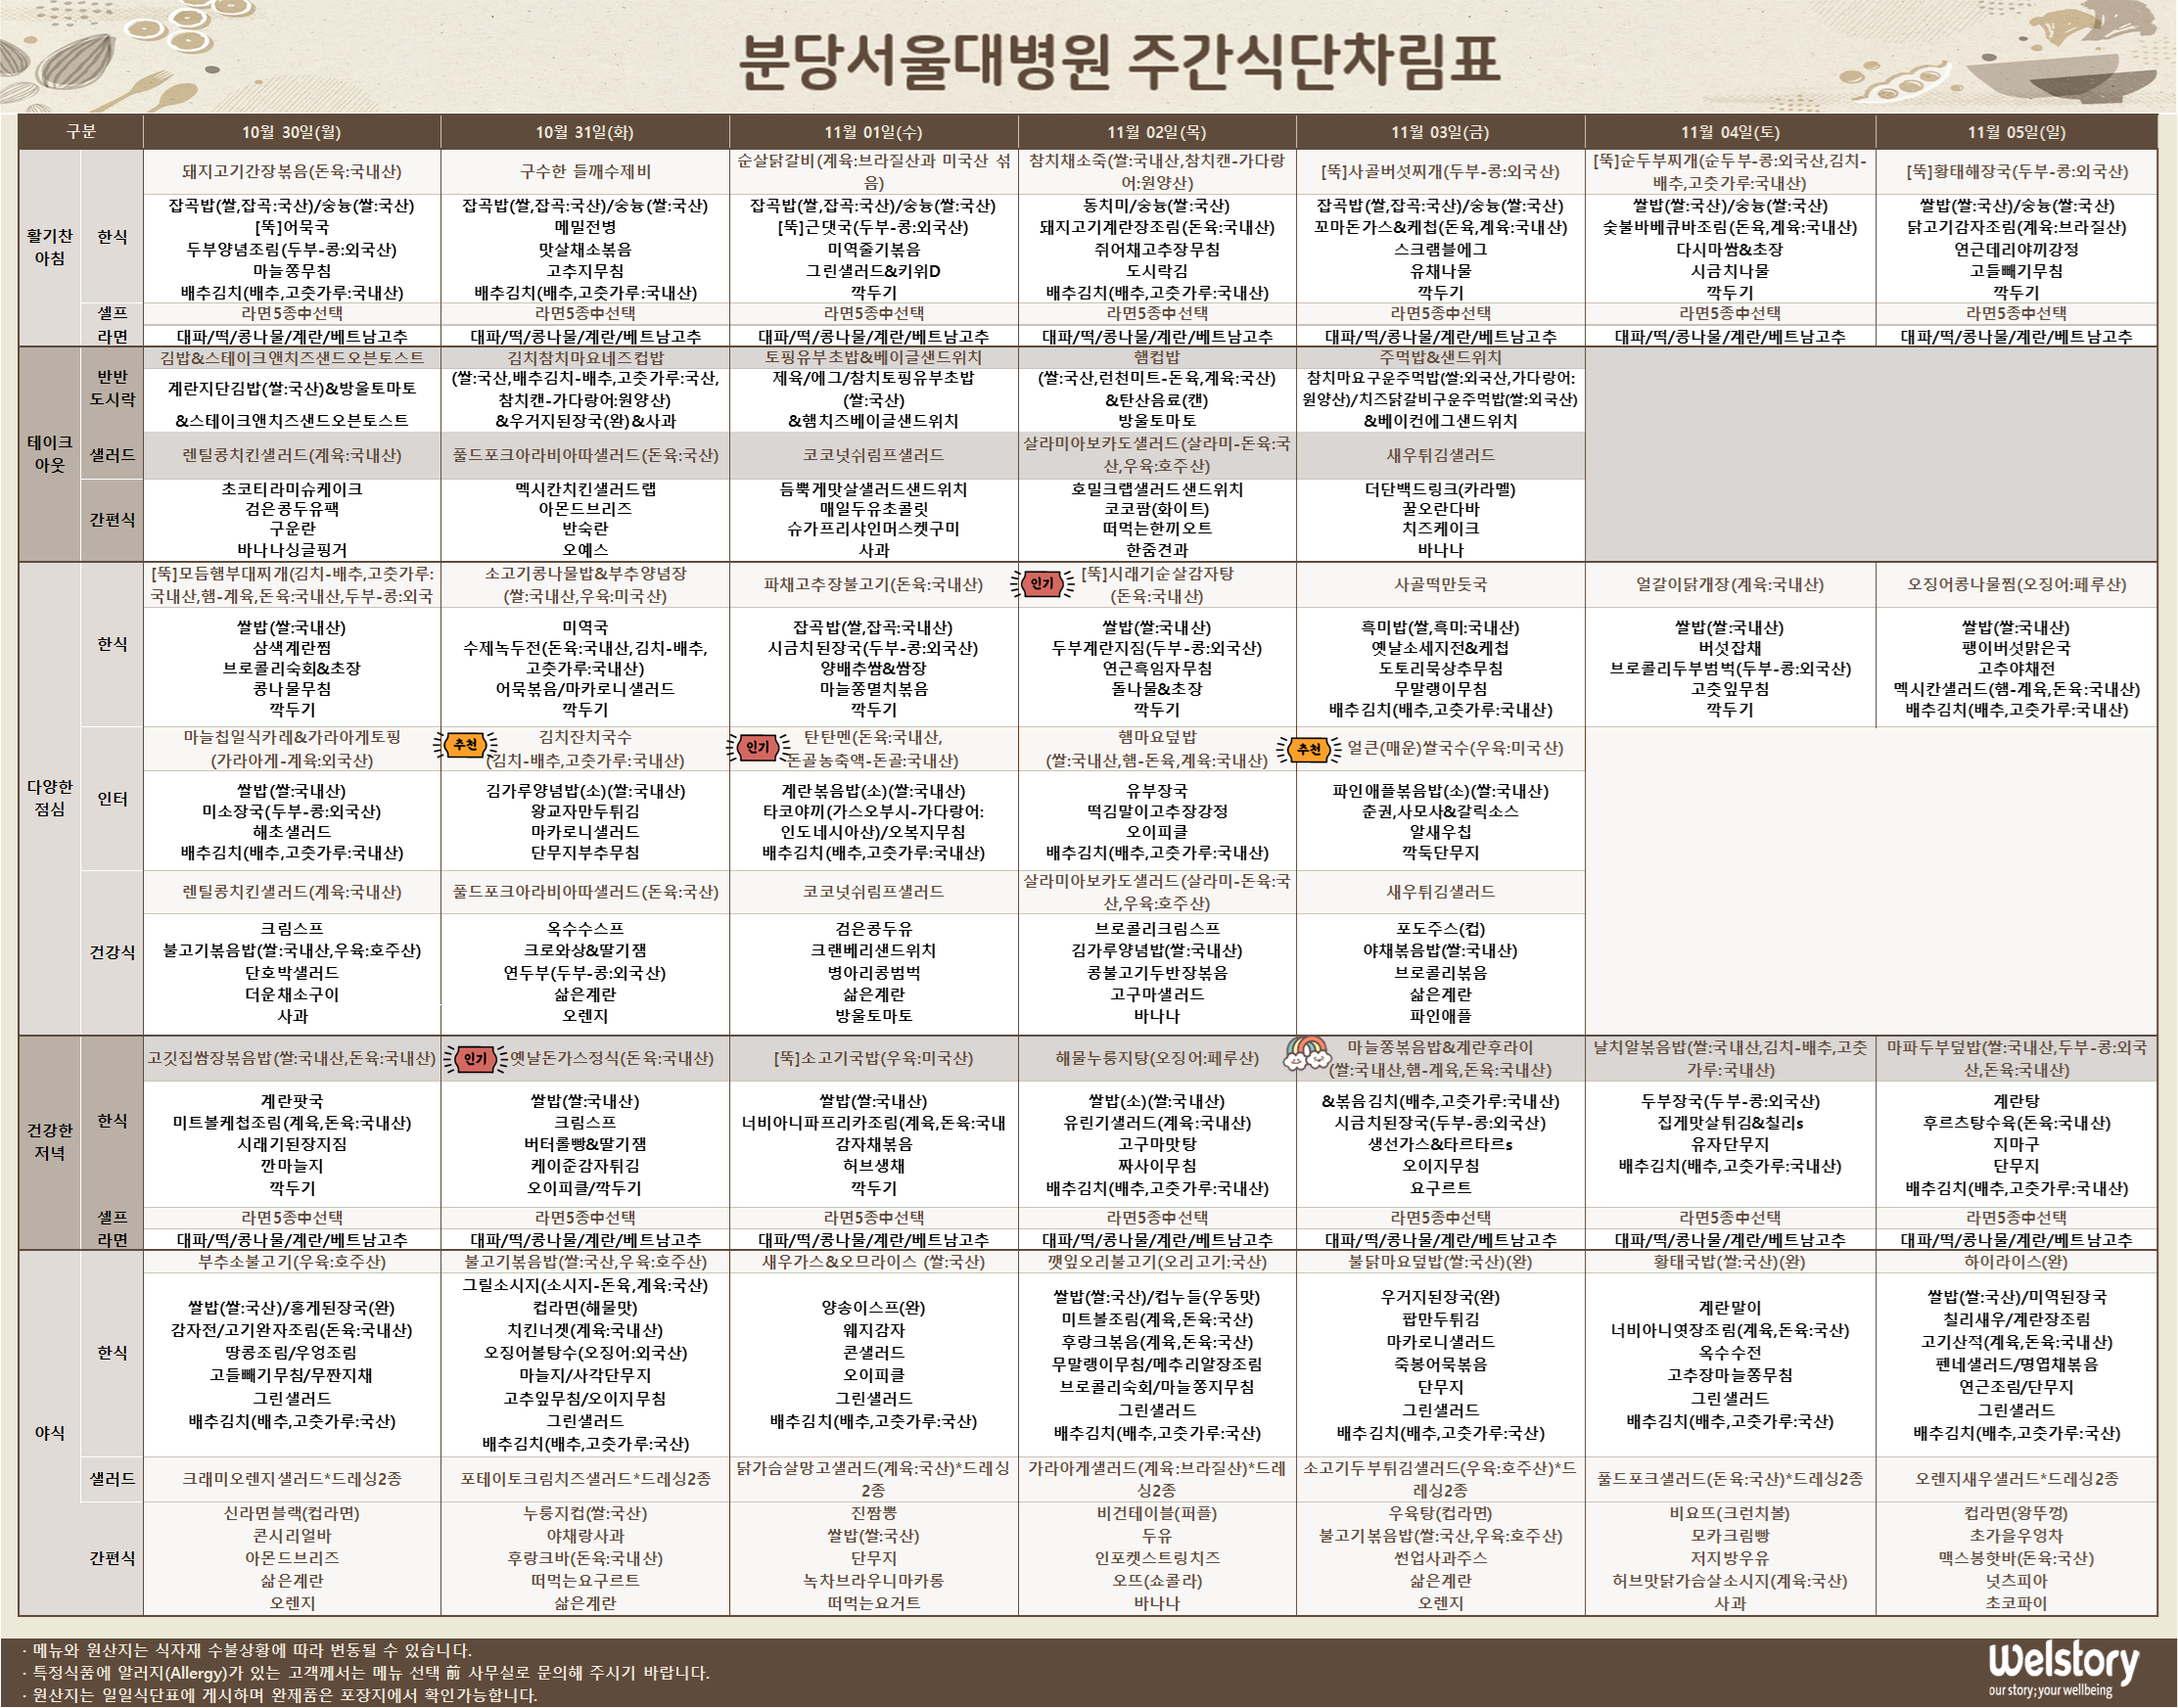 분당서울대병원 주간식단차림표
구분
10월 30일(월)
10월 31일(화)
11월 01일(수)
11월 02일(목)
11월 03일(금)
11월 04일(토)
11월 05일(일)
활기찬
아침
한식
돼지고기간장볶음(돈육:국내산)
잡곡밥(쌀,잡곡:국산)/숭늉(쌀:국산)
[뚝]어묵국
두부양념조림(두부-콩:외국산)
마늘쫑무침
배추김치(배추,고춧가루:국내산)
구수한 들깨수제비
잡곡밥(쌀,잡곡:국산)/숭늉(쌀:국산)
메밀전병
맛살채소볶음
고추지무침
배추김치(배추,고춧가루:국내산)
순살닭갈비(계육:브라질산과 미국산 섞
음)
잡곡밥(쌀,잡곡:국산)/숭늉(쌀:국산)
[뚝]근댓국(두부-콩:외국산)
미역줄기볶음
그린샐러드&키위D
깍두기
참치채소죽(쌀:국내산,참치캔-가다랑
어:원양산)
동치미/숭늉(쌀:국산)
돼지고기계란장조림(돈육:국내산)
쥐어채고추장무침
도시락김
배추김치(배추,고춧가루:국내산)
[뚝]사골버섯찌개(두부-콩:외국산)
잡곡밥(쌀,잡곡:국산)/숭늉(쌀:국산)
꼬마돈가스&케첩(돈육,계육:국내산)
스크램블에그
유채나물
깍두기
[뚝]순두부찌개(순두부-콩:외국산,김치-
배추,고춧가루:국내산)
쌀밥(쌀:국산)/숭늉(쌀:국산)
숯불바베큐바조림(돈육,계육:국내산)
다시마쌈&초장
시금치나물
깍두기
[뚝]황태해장국(두부-콩:외국산)
쌀밥(쌀:국산)/숭늉(쌀:국산)
닭고기감자조림(계육:브라질산)
연근데리야끼강정
고들빼기무침
깍두기
셀프
라면
라면5종中선택
대파/떡/콩나물/계란/베트남고추
라면5종中선택
대파/떡/콩나물/계란/베트남고추
라면5종中선택
대파/떡/콩나물/계란/베트남고추
라면5종中선택
대파/떡/콩나물/계란/베트남고추
라면5종中선택
대파/떡/콩나물/계란/베트남고추
라면5종中선택
대파/떡/콩나물/계란/베트남고추
라면5종中선택
대파/떡/콩나물/계란/베트남고추
테이크
아웃
반반
도시락
김밥&스테이크앤치즈샌드오븐토스트
계란지단김밥(쌀:국산)&방울토마토
&스테이크앤치즈샌드오븐토스트
김치참치마요네즈컵밥
(쌀:국산,배추김치-배추,고춧가루:국산,
참치캔-가다랑어:원양산)
&우거지된장국(완)&사과
토핑유부초밥&베이글샌드위치
제육/에그/참치토핑유부초밥
(쌀:국산)
&햄치즈베이글샌드위치
햄컵밥
(쌀:국산,런천미트-돈육,계육:국산)
&탄산음료(캔)
방울토마토
주먹밥&샌드위치
참치마요구운주먹밥(쌀:외국산,가다랑어:
원양산)/치즈닭갈비구운주먹밥(쌀:외국산)
&베이컨에그샌드위치
샐러드
렌틸콩치킨샐러드(계육:국내산)
풀드포크아라비아따샐러드(돈육:국산)
코코넛쉬림프샐러드
살라미아보카도샐러드(살라미-돈육:국
산,우육:호주산)
새우튀김샐러드
간편식
초코티라미슈케이크
검은콩두유팩
구운란
바나나싱글핑거
멕시칸치킨샐러드랩
아몬드브리즈
반숙란
오예스
듬뿍게맛살샐러드샌드위치
매일두유초콜릿
슈가프리샤인머스켓구미
사과
호밀크랩샐러드샌드위치
코코팜(화이트)
떠먹는한끼오트
한줌견과
더단백드링크(카라멜)
꿀오란다바
치즈케이크
바나나
다양한
점심
한식
[뚝]모듬햄부대찌개(김치-배추,고춧가루:
국내산,햄-계육,돈육:국내산,두부-콩:외국
쌀밥(쌀:국내산)
삼색계란찜
브로콜리숙회&초장
콩나물무침
깍두기
소고기콩나물밥&부추양념장
(쌀:국내산,우육:미국산)
미역국
수제녹두전(돈육:국내산,김치-배추,
고춧가루:국내산)
어묵볶음/마카로니샐러드
깍두기
파채고추장불고기(돈육:국내산)
잡곡밥(쌀,잡곡:국내산)
시금치된장국(두부-콩:외국산)
양배추쌈&쌈장
마늘쫑멸치볶음
깍두기
인기
[뚝]시래기순살감자탕
(돈육:국내산)
쌀밥(쌀:국내산)
두부계란지짐(두부-콩:외국산)
연근흑임자무침
돌나물&초장
깍두기
사골떡만둣국
흑미밥(쌀,흑미:국내산)
옛날소세지전&케첩
도토리묵상추무침
무말랭이무침
배추김치(배추,고춧가루:국내산)
얼갈이닭개장(계육:국내산)
쌀밥(쌀:국내산)
버섯잡채
브로콜리두부범벅(두부-콩:외국산)
고춧잎무침
깍두기
오징어콩나물찜(오징어:페루산)
쌀밥(쌀:국내산)
팽이버섯맑은국
고추야채전
멕시칸샐러드(햄-계육,돈육:국내산)
배추김치(배추,고춧가루:국내산)
인터
마늘칩일식카레&가라아게토핑
(가라아게-계육:외국산)
쌀밥(쌀:국내산)
미소장국(두부-콩:외국산)
해초샐러드
배추김치(배추,고춧가루:국내산)
추천
김치잔치국수
(김치-배추,고춧가루:국내산)
김가루양념밥(소)(쌀:국내산)
왕교자만두튀김
마카로니샐러드
단무지부추무침
인기
탄탄멘(돈육:국내산,
돈골농축액-돈골:국내산)
계란볶음밥(소)(쌀:국내산)
타코야끼(가스오부시-가다랑어:
인도네시아산)/오복지무침
배추김치(배추,고춧가루:국내산)
햄마요덮밥
(쌀:국내산,햄-돈육,계육:국내산)
유부장국
떡김말이고추장강정
오이피클
배추김치(배추,고춧가루:국내산)
추천
얼큰(매운)쌀국수(우육:미국산)
파인애플볶음밥(소)(쌀:국내산)
춘권,사모사&갈릭소스
알새우칩
깍둑단무지
건강식
렌틸콩치킨샐러드(계육:국내산)
크림스프
불고기볶음밥(쌀:국내산,우육:호주산)
단호박샐러드
더운채소구이
사과
풀드포크아라비아따샐러드(돈육:국산)
옥수수스프
크로와상&딸기잼
연두부(두부-콩:외국산)
삶은계란
오렌지
코코넛쉬림프샐러드
검은콩두유
크랜베리샌드위치
병아리콩범벅
삶은계란
방울토마토
살라미아보카도샐러드(살라미-돈육:국
산,우육:호주산)
브로콜리크림스프
김가루양념밥(쌀:국내산)
콩불고기두반장볶음
고구마샐러드
바나나
새우튀김샐러드
포도주스(컵)
야채볶음밥(쌀:국내산)
브로콜리볶음
삶은계란
파인애플
건강한
저녁
한식
고깃집쌈장볶음밥(쌀:국내산,돈육:국내산)
계란팟국
미트볼케첩조림(계육,돈육:국내산)
시래기된장지짐
깐마늘지
깍두기
인기
옛날돈가스정식(돈육:국내산)
쌀밥(쌀:국내산)
크림스프
버터롤빵&딸기잼
케이준감자튀김
오이피클/깍두기
[뚝]소고기국밥(우육:미국산)
쌀밥(쌀:국내산)
너비아니파프리카조림(계육,돈육:국내
감자채볶음
허브생채
깍두기
해물누룽지탕(오징어:페루산)
쌀밥(소)(쌀:국내산)
유린기샐러드(계육:국내산)
고구마맛탕
짜사이무침
배추김치(배추,고춧가루:국내산)
마늘쫑볶음밥&계란후라이
(쌀:국내산,햄-계육,돈육:국내산)
&볶음김치(배추,고춧가루:국내산)
시금치된장국(두부-콩:외국산)
생선가스&타르타르s
오이지무침
요구르트
날치알볶음밥(쌀:국내산,김치-배추,고춧
가루:국내산)
두부장국(두부-콩:외국산)
집게맛살튀김&칠리s
유자단무지
배추김치(배추,고춧가루:국내산)
마파두부덮밥(쌀:국내산,두부-콩:외국
산,돈육:국내산)
계란탕
후르츠탕수육(돈육:국내산)
지마구
단무지
배추김치(배추,고춧가루:국내산)
셀프
라면
라면5종中선택
대파/떡/콩나물/계란/베트남고추
라면5종中선택
대파/떡/콩나물/계란/베트남고추
라면5종中선택
대파/떡/콩나물/계란/베트남고추
라면5종中선택
대파/떡/콩나물/계란/베트남고추
라면5종中선택
대파/떡/콩나물/계란/베트남고추
라면5종中선택
대파/떡/콩나물/계란/베트남고추
라면5종中선택
대파/떡/콩나물/계란/베트남고추
야식
한식
부추소불고기(우육:호주산)
쌀밥(쌀:국산)/홍게된장국(완)
감자전/고기완자조림(돈육:국내산)
땅콩조림/우엉조림
고들빼기무침/무짠지채
그린샐러드
배추김치(배추,고춧가루:국산)
불고기볶음밥(쌀:국산,우육:호주산)
그릴소시지(소시지-돈육,계육:국산)
컵라면(해물맛)
치킨너겟(계육:국내산)
오징어볼탕수(오징어:외국산)
마늘지/사각단무지
고추잎무침/오이지무침
그린샐러드
배추김치(배추,고춧가루:국산)
새우가스&오므라이스 (쌀:국산)
양송이스프(완)
웨지감자
콘샐러드
오이피클
그린샐러드
배추김치(배추,고춧가루:국산)
깻잎오리불고기(오리고기:국산)
쌀밥(쌀:국산)/컵누들(우동맛)
미트볼조림(계육,돈육:국산)
후랑크볶음(계육,돈육:국산)
무말랭이무침/메추리알장조림
브로콜리숙회/마늘쫑지무침
그린샐러드
배추김치(배추,고춧가루:국산)
불닭마요덮밥(쌀:국산)(완)
우거지된장국(완)
팝만두튀김
마카로니샐러드
죽봉어묵볶음
단무지
그린샐러드
배추김치(배추,고춧가루:국산)
황태국밥(쌀:국산)(완)
계란말이
너비아니엿장조림(계육,돈육:국산)
옥수수전
고추장마늘쫑무침
그린샐러드
배추김치(배추,고춧가루:국산)
하이라이스(완)
쌀밥(쌀:국산)/미역된장국
칠리새우/계란장조림
고기산적(계육,돈육:국내산)
펜네샐러드/명엽채볶음
연근조림/단무지
그린샐러드
배추김치(배추,고춧가루:국산)
샐러드
크래미오렌지샐러드*드레싱2종
포테이토크림치즈샐러드*드레싱2종
닭가슴살망고샐러드(계육:국산)*드레싱
2종
가라아게샐러드(계육:브라질산)*드레
싱2종
소고기두부튀김샐러드(우육:호주산)*드
레싱2종
풀드포크샐러드(돈육:국산)*드레싱2종
오렌지새우샐러드*드레싱2종
간편식
신라면블랙(컵라면)
콘시리얼바
아몬드브리즈
삶은계란
오렌지
누룽지컵(쌀:국산)
야채랑사과
후랑크바(돈육:국내산)
떠먹는요구르트
삶은계란
진짬뽕
쌀밥(쌀:국산)
단무지
녹차브라우니마카롱
떠먹는요거트
비건테이블(퍼플)
두유
인포켓스트링치즈
오뜨(쇼콜라)
바나나
우육탕(컵라면)
불고기볶음밥(쌀:국산,우육:호주산)
썬업사과주스
삶은계란
오렌지
비요뜨(크런치볼)
모카크림빵
저지방우유
허브맛닭가슴살소시지(계육:국산)
사과
컵라면(왕뚜껑)
초가을우엉차
맥스봉핫바(돈육:국산)
넛츠피아
초코파이
· 메뉴와 원산지는 식자재 수불상황에 따라 변동될 수 있습니다.
· 특정식품에 알러지(Allergy)가 있는 고객께서는 메뉴 선택 前 사무실로 문의해 주시기 바랍니다.
· 원산지는 일일식단표에 게시하며 완제품은 포장지에서 확인가능합니다.
Welstory
our story; your wellbeing